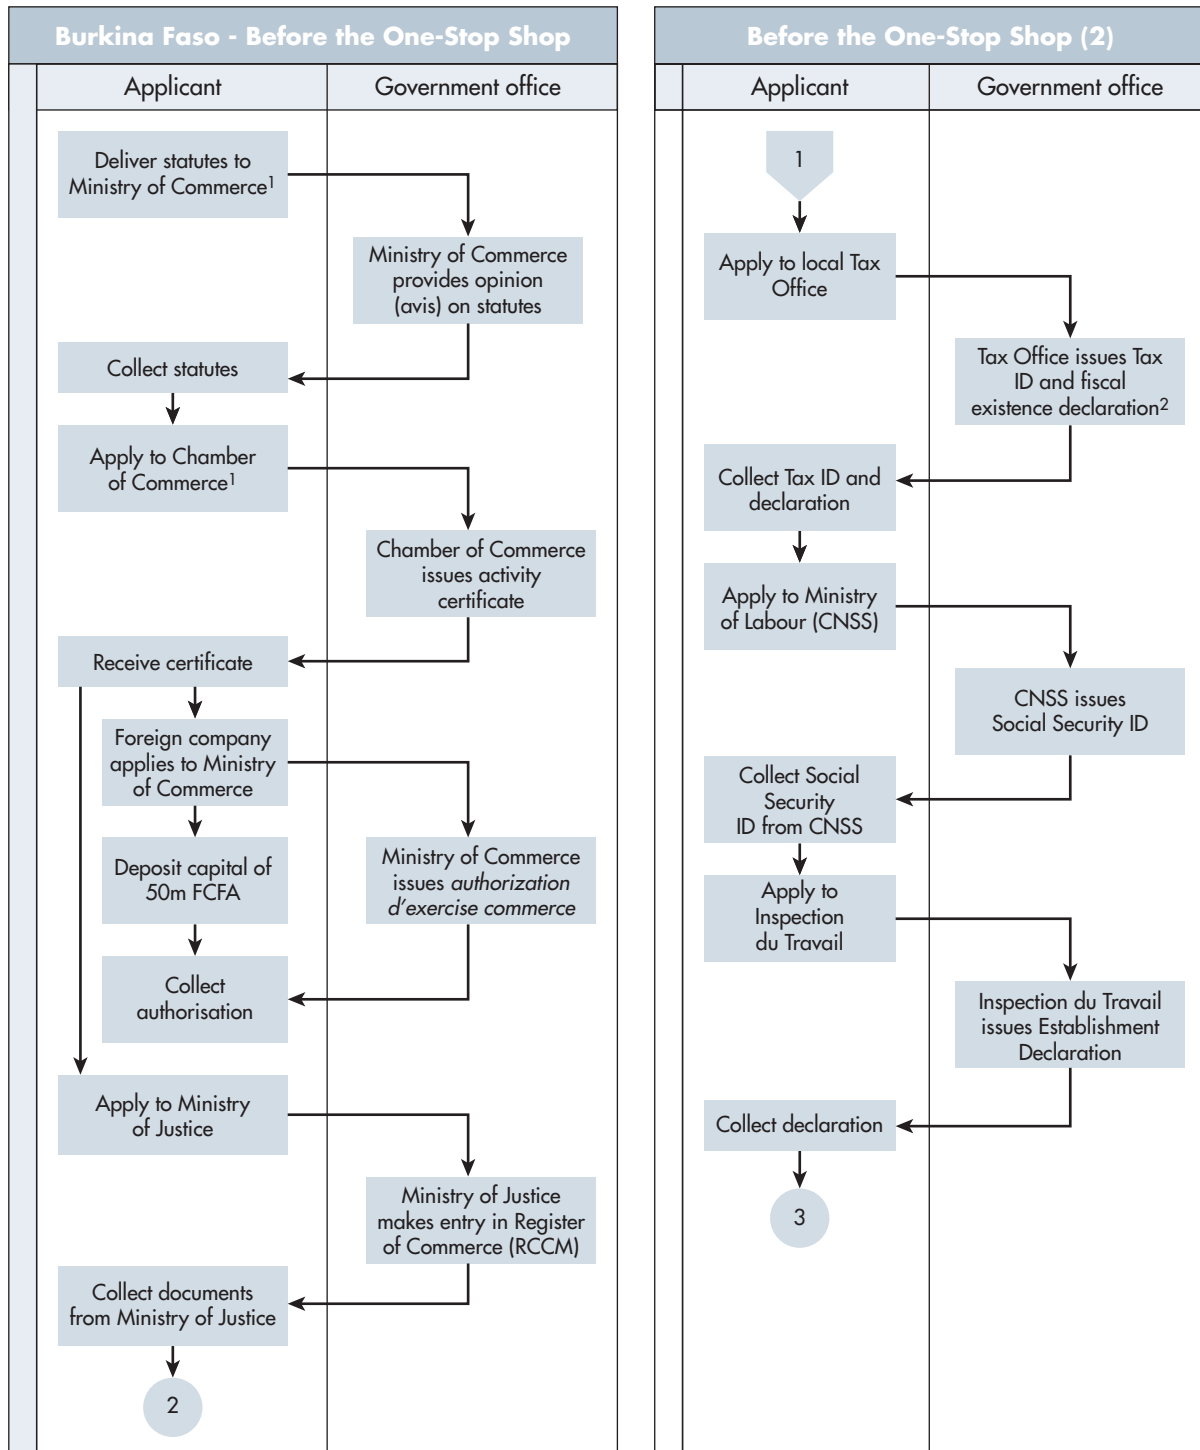 Burkina Faso - Before the One-Stop Shop
Applicant
Government office
Deliver statutes to
Ministry of Commerce1
Ministry of Commerce
provides opinion
(avis) on statutes
Collect statutes
Apply to Chamber
of Commerce1
Chamber of Commerce
issues activity
certificate
Receive certificate
Foreign company
applies to Ministry
of Commerce
Deposit capital of
50m FCFA
Ministry of Commerce
issues authorization
d'exercise commerce
Collect
authorisation
Apply to Ministry
of Justice
Ministry of Justice
makes entry in Register
of Commerce (RCCM)
Collect documents
from Ministry of Justice
2
Before the One-Stop Shop (2)
Applicant
Government office
1
Apply to local Tax
Office
Tax Office issues Tax
ID and fiscal
existence declaration2
Collect Tax ID and
declaration
Apply to Ministry
of Labour (CNSS)
CNSS issues
Social Security ID
Collect Social
Security
ID from CNSS
Apply to
Inspection
du Travail
Inspection du Travail
issues Establishment
Declaration
Collect declaration
3